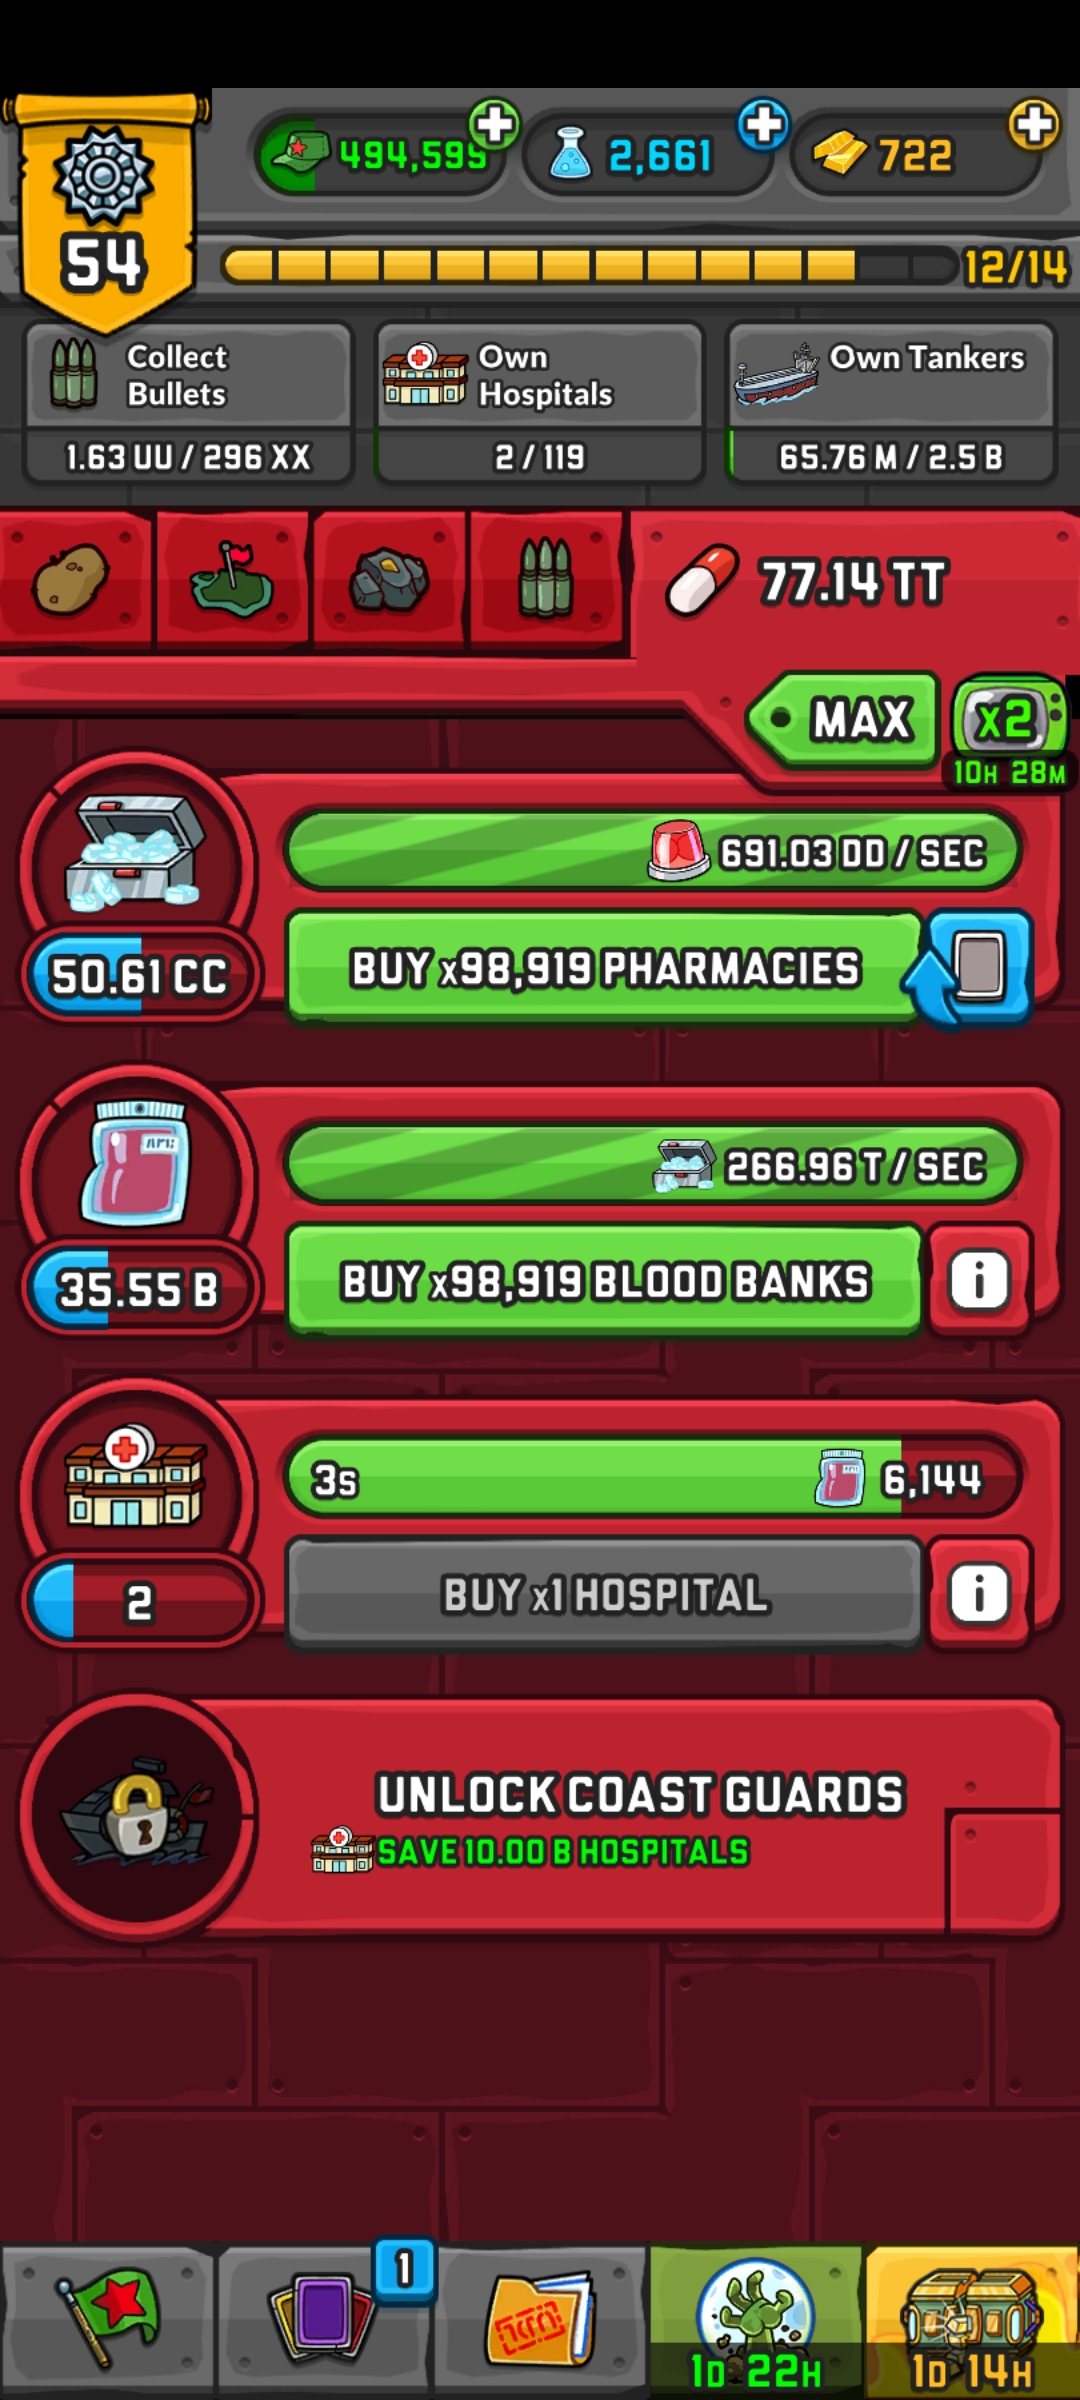 494,599
2,661
722
54
12/14
Collect
Bullets
1.63 UU / 296 XX
Own
Hospitals
2 / 119
Own Tankers
65.76 M / 2.5 B
77.14 TT
MAX
x2
10H 28M
691.03 DD / SEC
50.61 CC
BUY x98,919 PHARMACIES
266.96 T / SEC
35.55 B
BUY x98,919 BLOOD BANKS
3s
6,144
2
BUY x1 HOSPITAL
UNLOCK COAST GUARDS
SAVE 10.00 B HOSPITALS
1
1D 22H
1D 14H